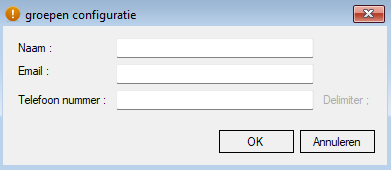 groepen configuratie
Naam :
Email :
Telefoon nummer : Delimiter ;
OK Annuleren